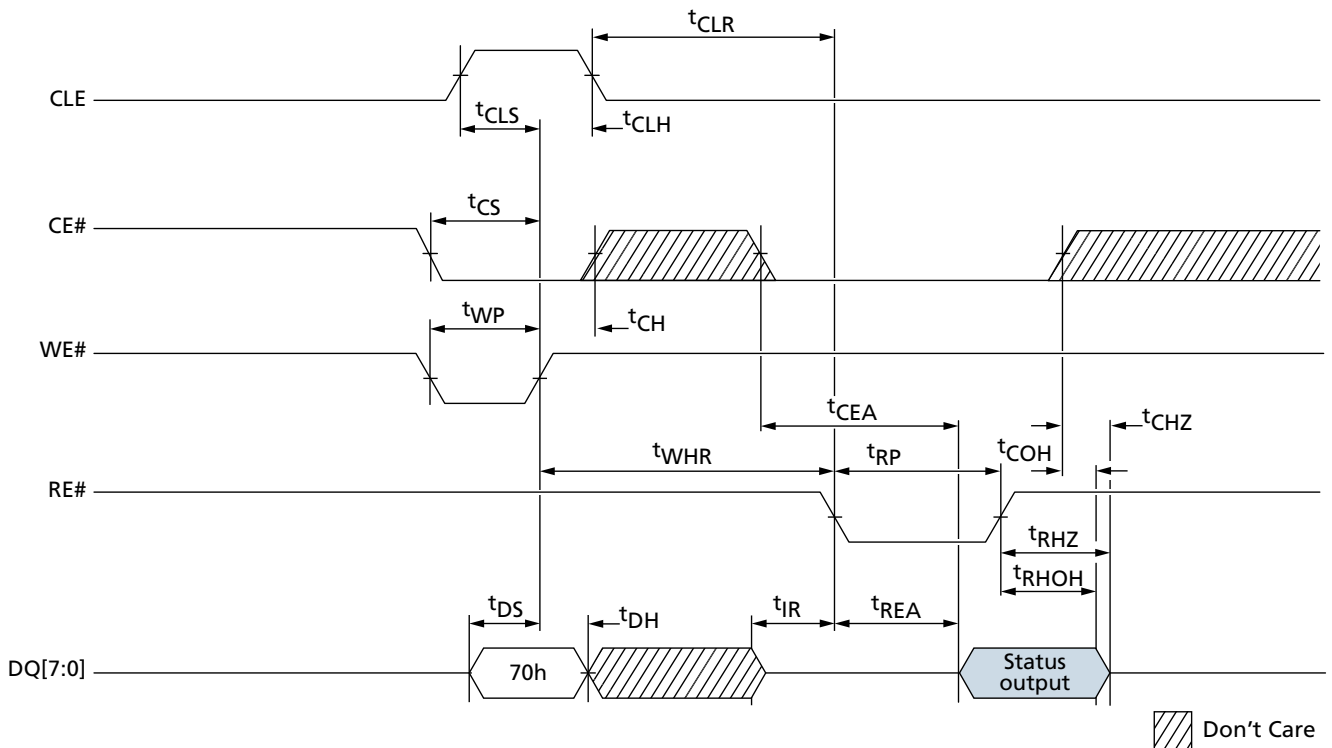 tCLR
CLE
tCLS
tCLH
tCS
CE#
tWP
tCH
WE#
tCEA
tCHZ
tWHR
tRP
tCOH
RE#
tRHZ
tRHOH
tDS
tDH
tIR
tREA
DQ[7:0]
70h
Status
output
Don't Care